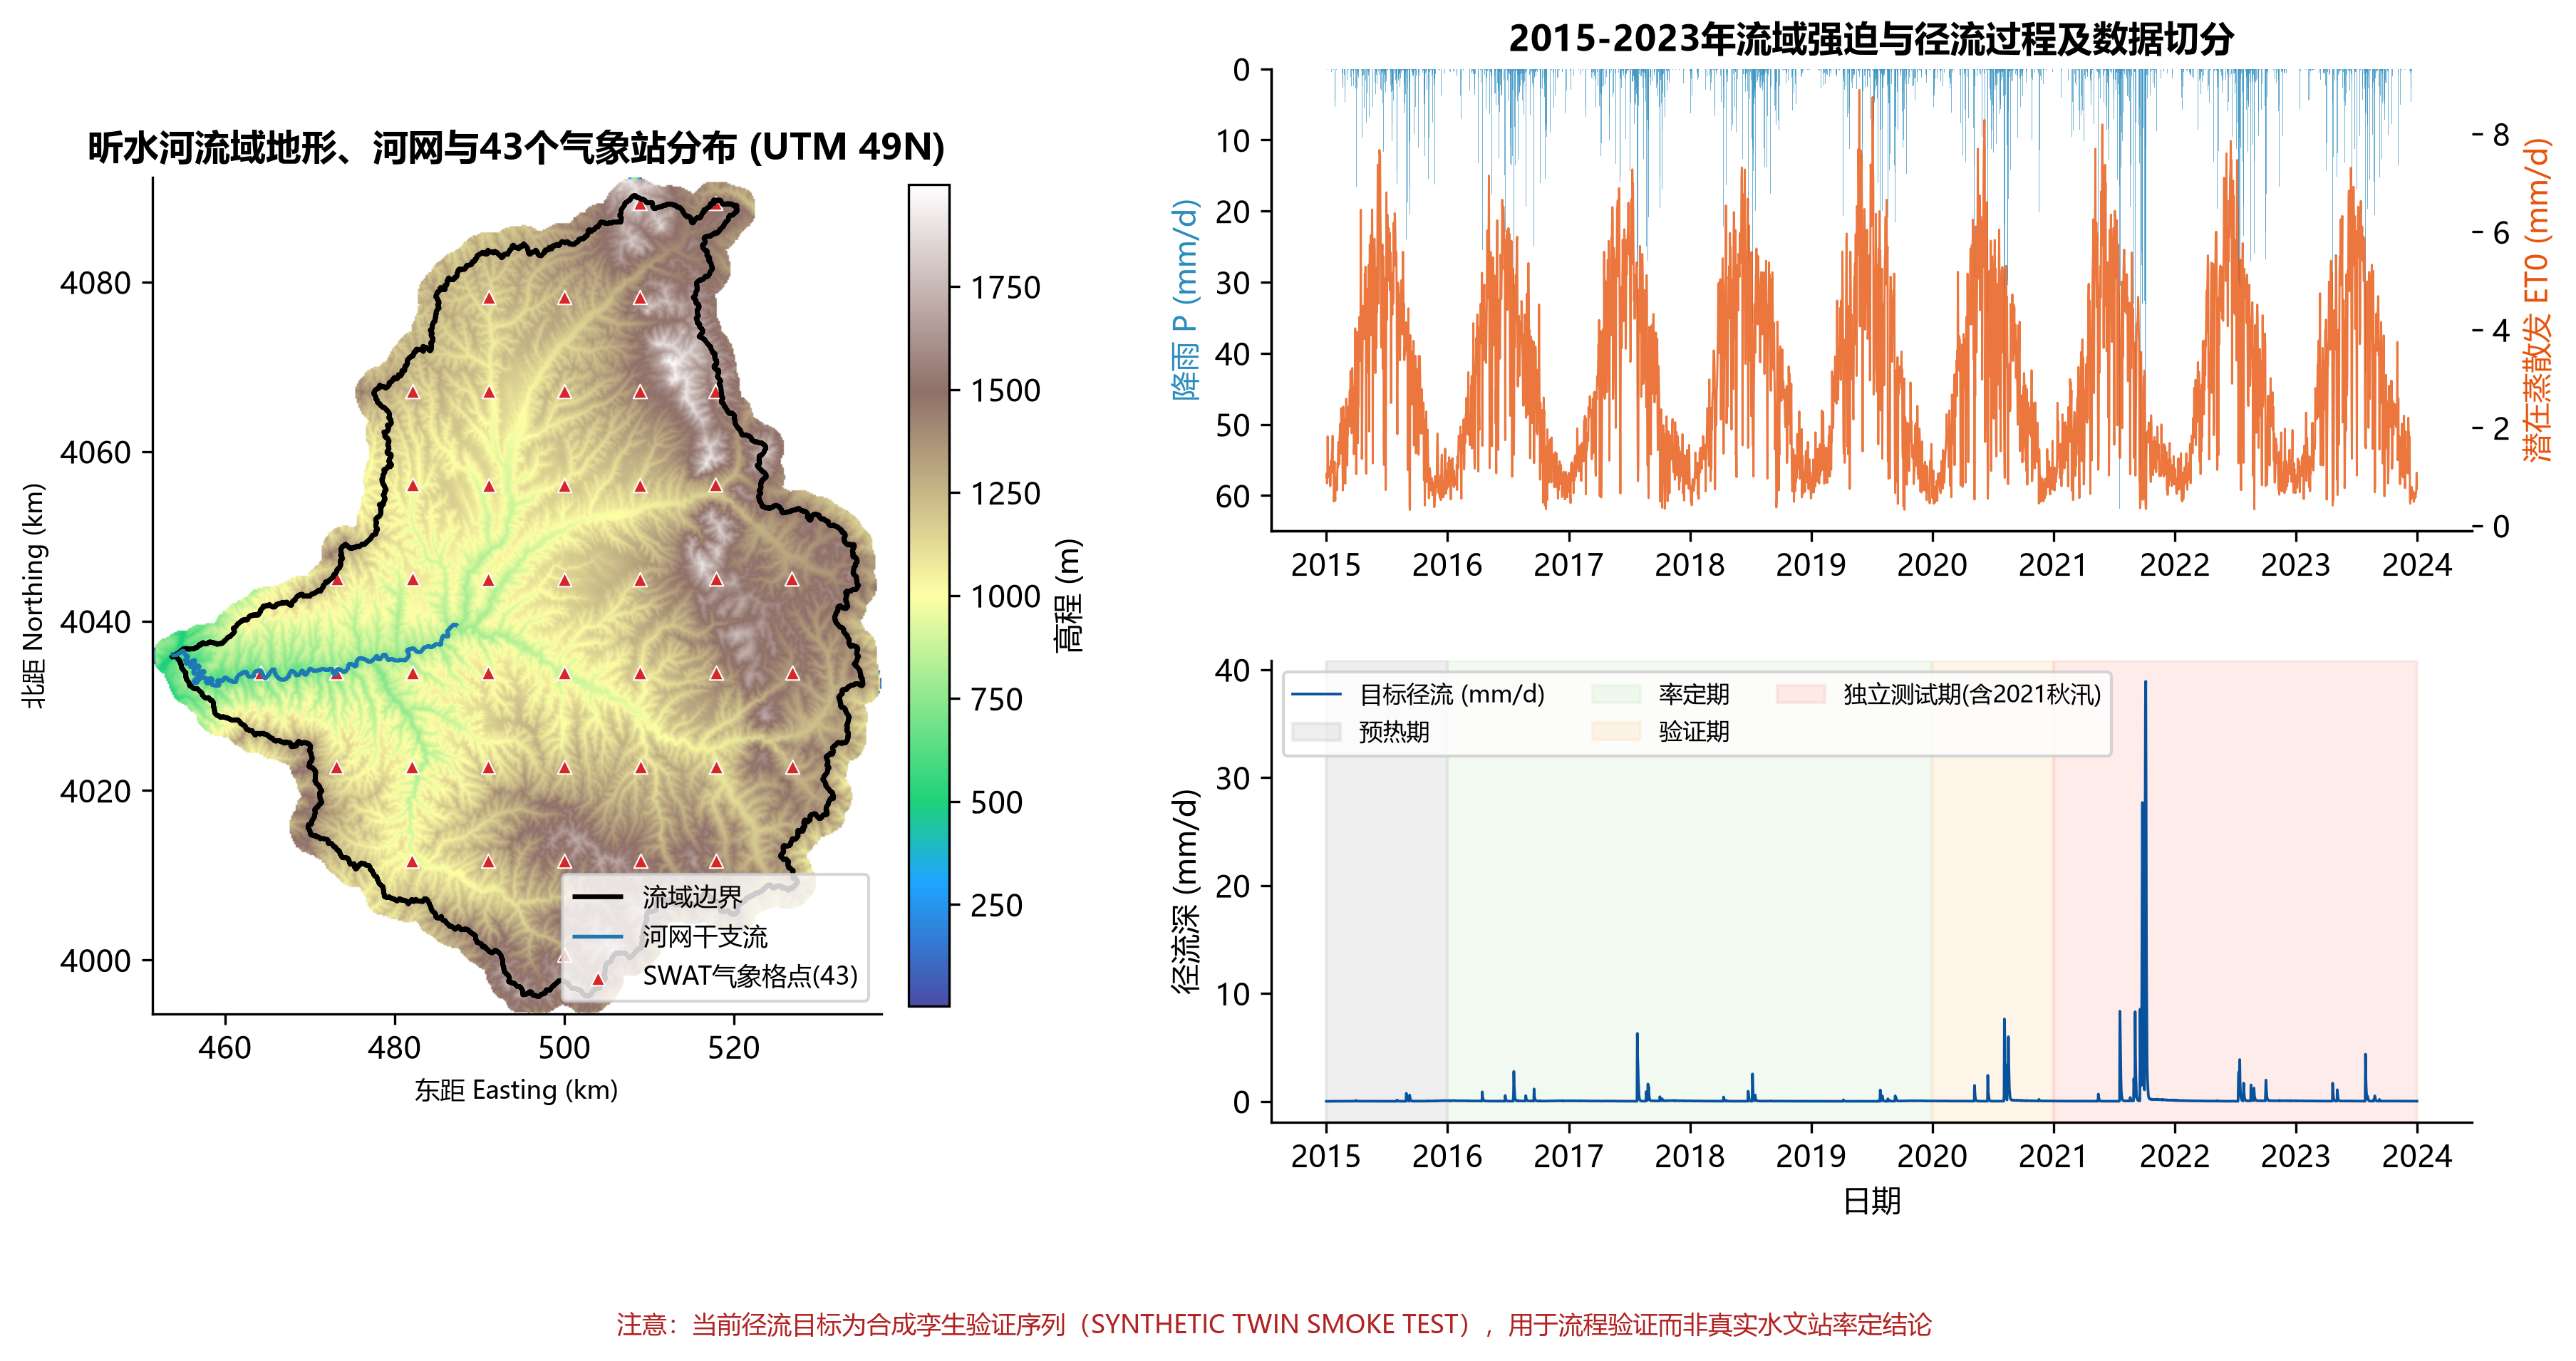 昕水河流域地形、河网与43个气象站分布 (UTM 49N)
北距 Northing (km)
4080
4060
4040
4020
4000
460
480
500
520
东距 Easting (km)
流域边界
河网干支流
SWAT气象格点(43)
1750
1500
1250
1000
750
500
250
高程 (m)
2015-2023年流域强迫与径流过程及数据切分
降雨 P (mm/d)
0
10
20
30
40
50
60
8
6
4
2
0
潜在蒸散发 ET0 (mm/d)
2015
2016
2017
2018
2019
2020
2021
2022
2023
2024
径流深 (mm/d)
40
30
20
10
0
目标径流 (mm/d)
预热期
率定期
验证期
独立测试期(含2021秋汛)
2015
2016
2017
2018
2019
2020
2021
2022
2023
2024
日期
注意：当前径流目标为合成孪生验证序列（SYNTHETIC TWIN SMOKE TEST），用于流程验证而非真实水文站率定结论